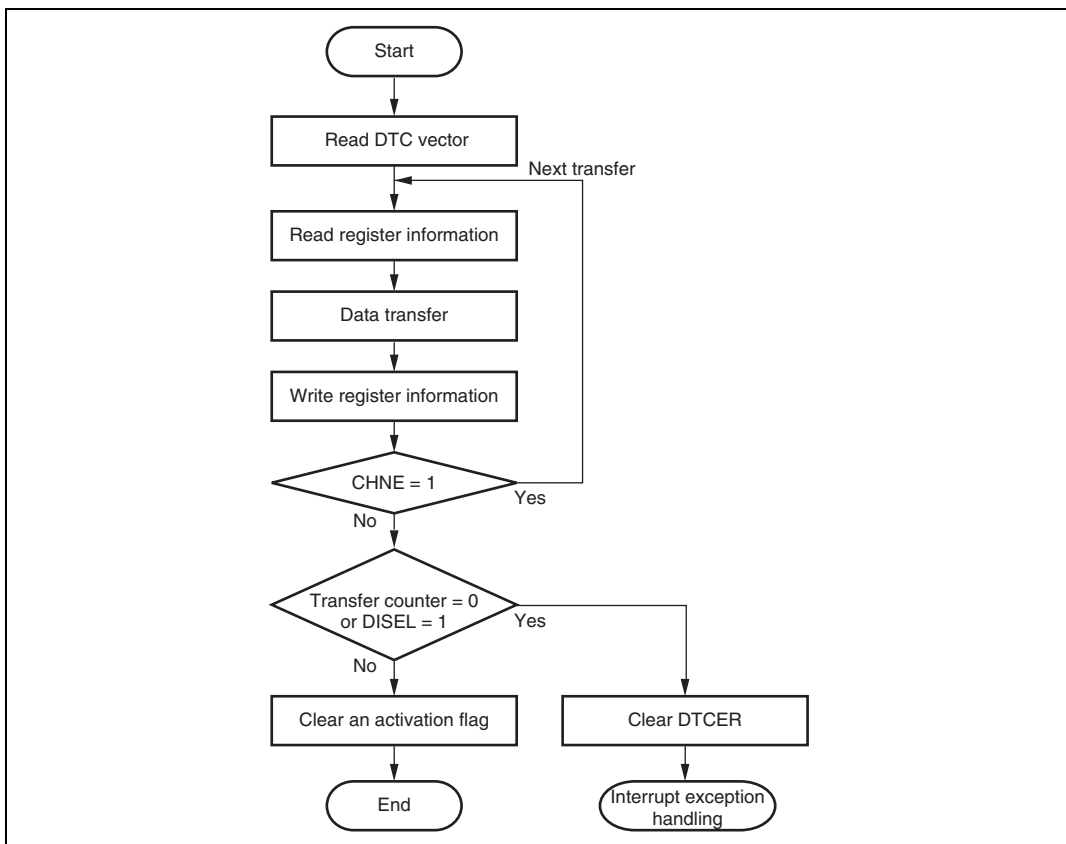 Start
Read DTC vector
Next transfer
Read register information
Data transfer
Write register information
CHNE = 1
Yes
No
Transfer counter = 0
or DISEL = 1
Yes
No
Clear an activation flag
Clear DTCER
End
Interrupt exception
handling